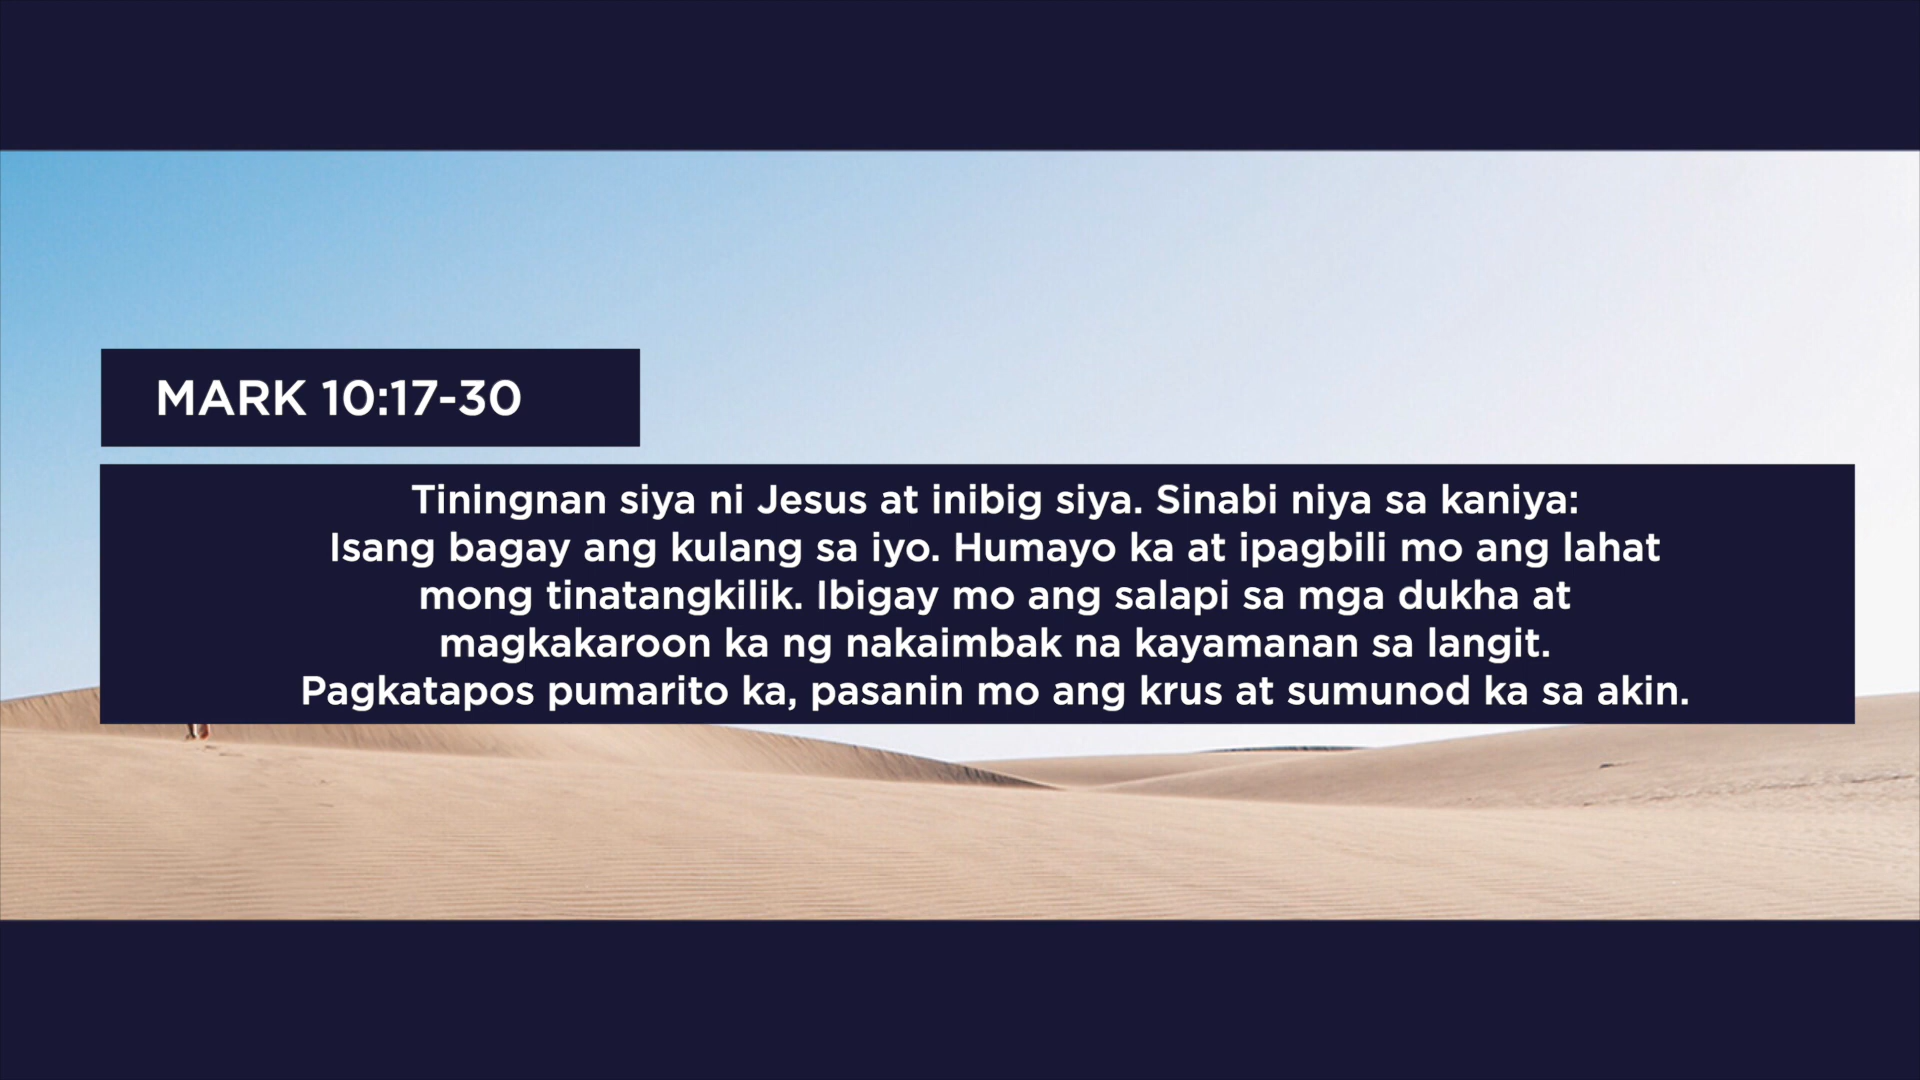 MARK 10:17-30
Tiningnan siya ni Jesus at inibig siya. Sinabi niya sa kaniya:
Isang bagay ang kulang sa iyo. Humayo ka at ipagbili mo ang lahat
mong tinatangkilik. Ibigay mo ang salapi sa mga dukha at
magkakaroon ka ng nakaimbak na kayamanan sa langit.
Pagkatapos pumarito ka, pasanin mo ang krus at sumunod ka sa akin.